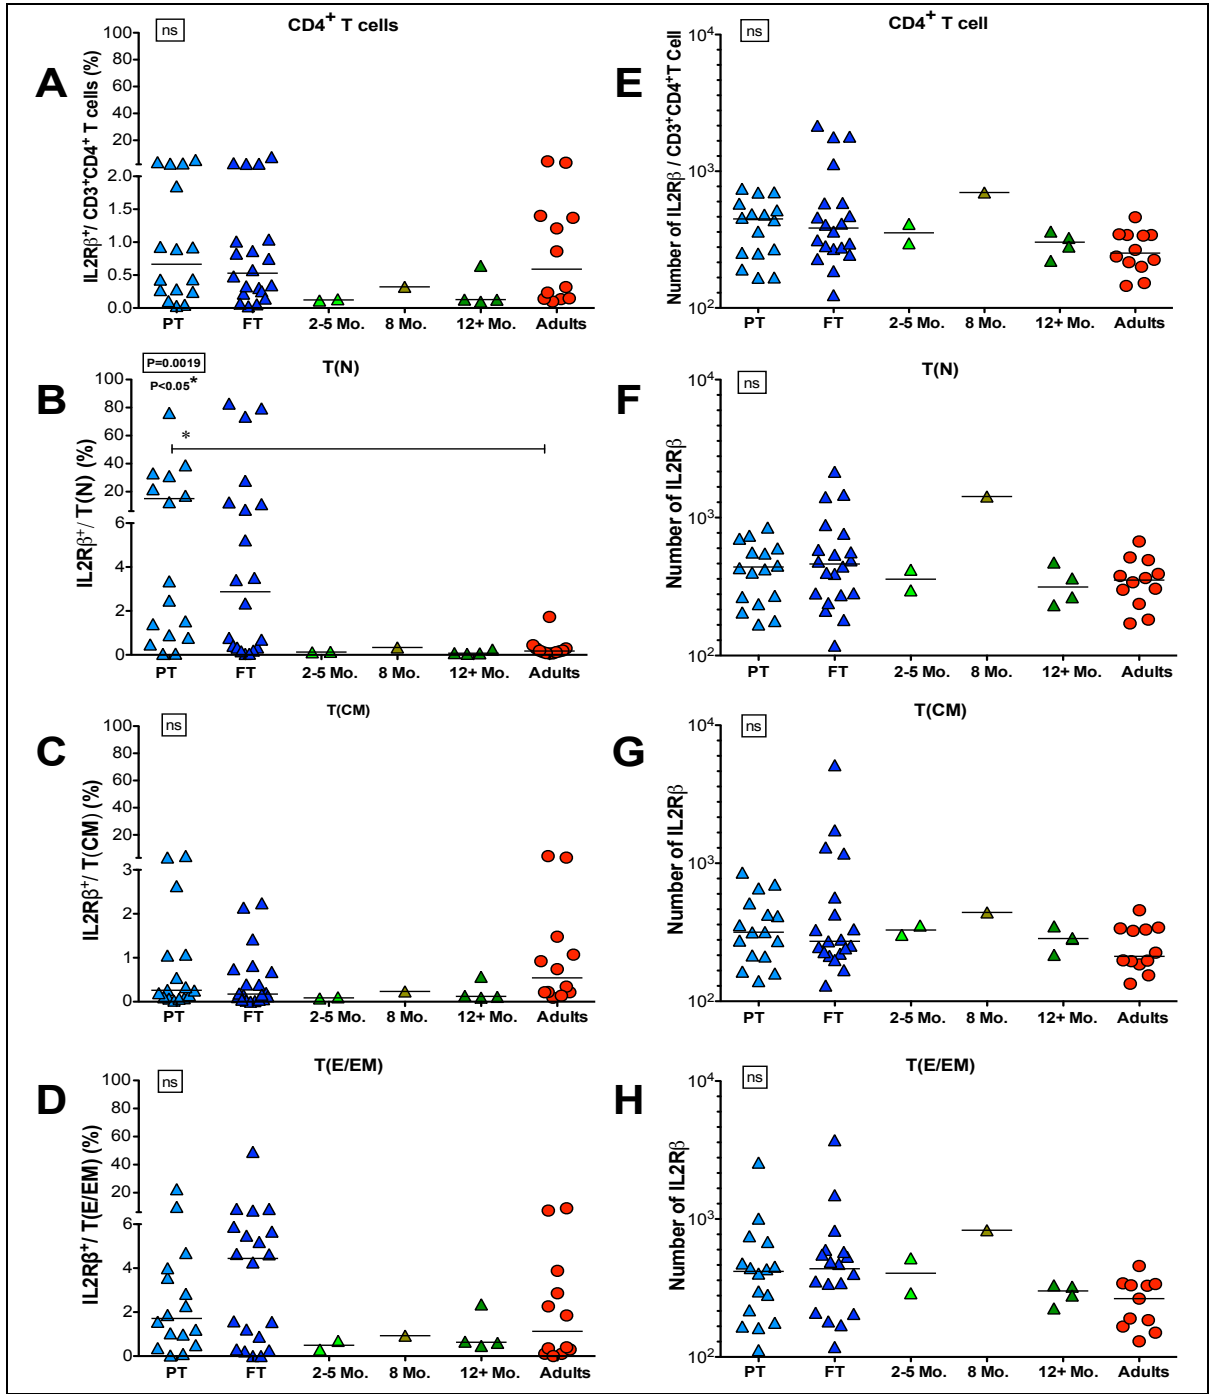 A
CD4⁺ T cells
ns
IL2Rβ⁺/ CD3⁺CD4⁺ T cells (%)
100
80
60
40
20
2.0
1.5
1.0
0.5
0.0
PT FT 2-5 Mo. 8 Mo. 12+ Mo. Adults
E
CD4⁺ T cell
ns
Number of IL2Rβ / CD3⁺CD4⁺T Cell
10⁴
10³
10²
PT FT 2-5 Mo. 8 Mo. 12+ Mo. Adults
B
T(N)
P=0.0019
P<0.05*
*
IL2Rβ⁺/ T(N) (%)
100
80
60
40
20
6
4
2
0
PT FT 2-5 Mo. 8 Mo. 12+ Mo. Adults
F
T(N)
ns
Number of IL2Rβ
10⁴
10³
10²
PT FT 2-5 Mo. 8 Mo. 12+ Mo. Adults
C
T(CM)
ns
IL2Rβ⁺/ T(CM) (%)
100
80
60
40
20
3
2
1
0
PT FT 2-5 Mo. 8 Mo. 12+ Mo. Adults
G
T(CM)
ns
Number of IL2Rβ
10⁴
10³
10²
PT FT 2-5 Mo. 8 Mo. 12+ Mo. Adults
D
T(E/EM)
ns
IL2Rβ⁺/ T(E/EM) (%)
100
80
60
40
20
6
4
2
0
PT FT 2-5 Mo. 8 Mo. 12+ Mo. Adults
H
T(E/EM)
ns
Number of IL2Rβ
10⁴
10³
10²
PT FT 2-5 Mo. 8 Mo. 12+ Mo. Adults